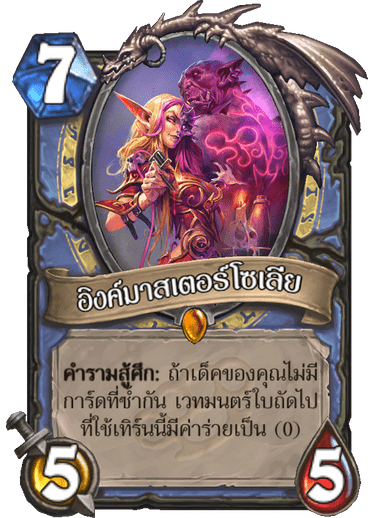 7
อิงค์มาสเตอร์โซเลีย
คำรามสู้ศึก: ถ้าเด็คของคุณไม่มี
การ์ดที่ซ้ำกัน เวทมนตร์ใบถัดไป
ที่ใช้เทิร์นนี้มีค่าร่ายเป็น (0)
5
5